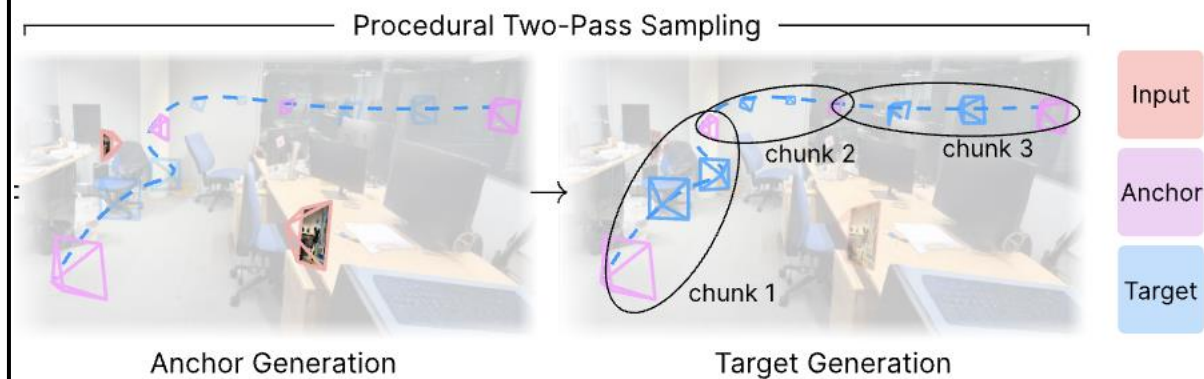 Procedural Two-Pass Sampling
Input
Anchor
Target
chunk 1
chunk 2
chunk 3
→
Anchor Generation
Target Generation